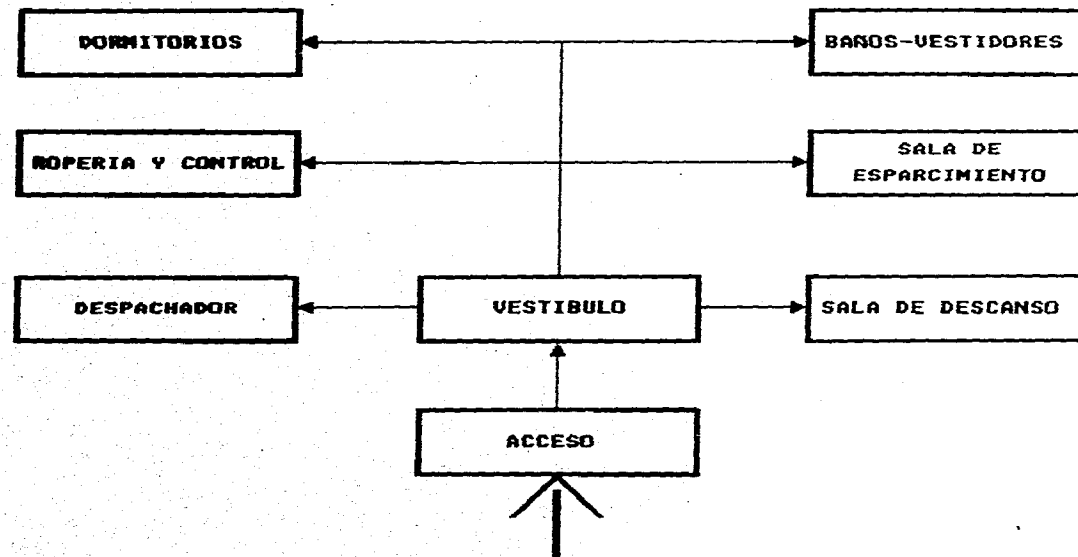 DORMITORIOS
BAÑOS-VESTIDORES
ROPERIA Y CONTROL
SALA DE
ESPARCIMIENTO
DESPACHADOR
VESTIBULO
SALA DE DESCANSO
ACCESO